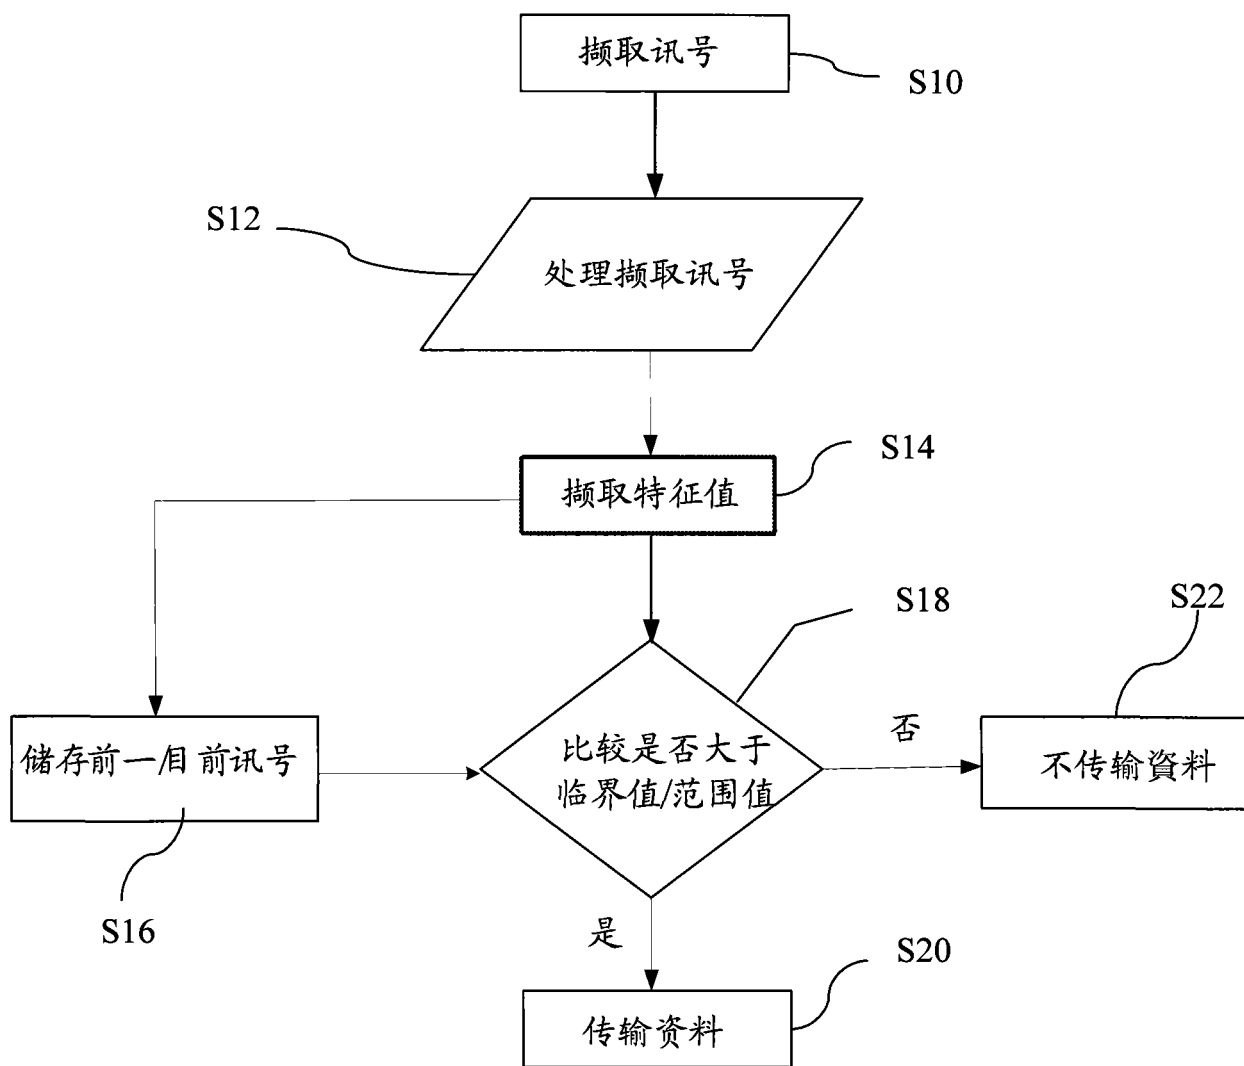 撷取讯号
S10
S12
处理撷取讯号
S14
撷取特征值
S18
S22
储存前一/目前讯号
比较是否大于
临界值/范围值
否
不传输資料
S16
是
S20
传输资料